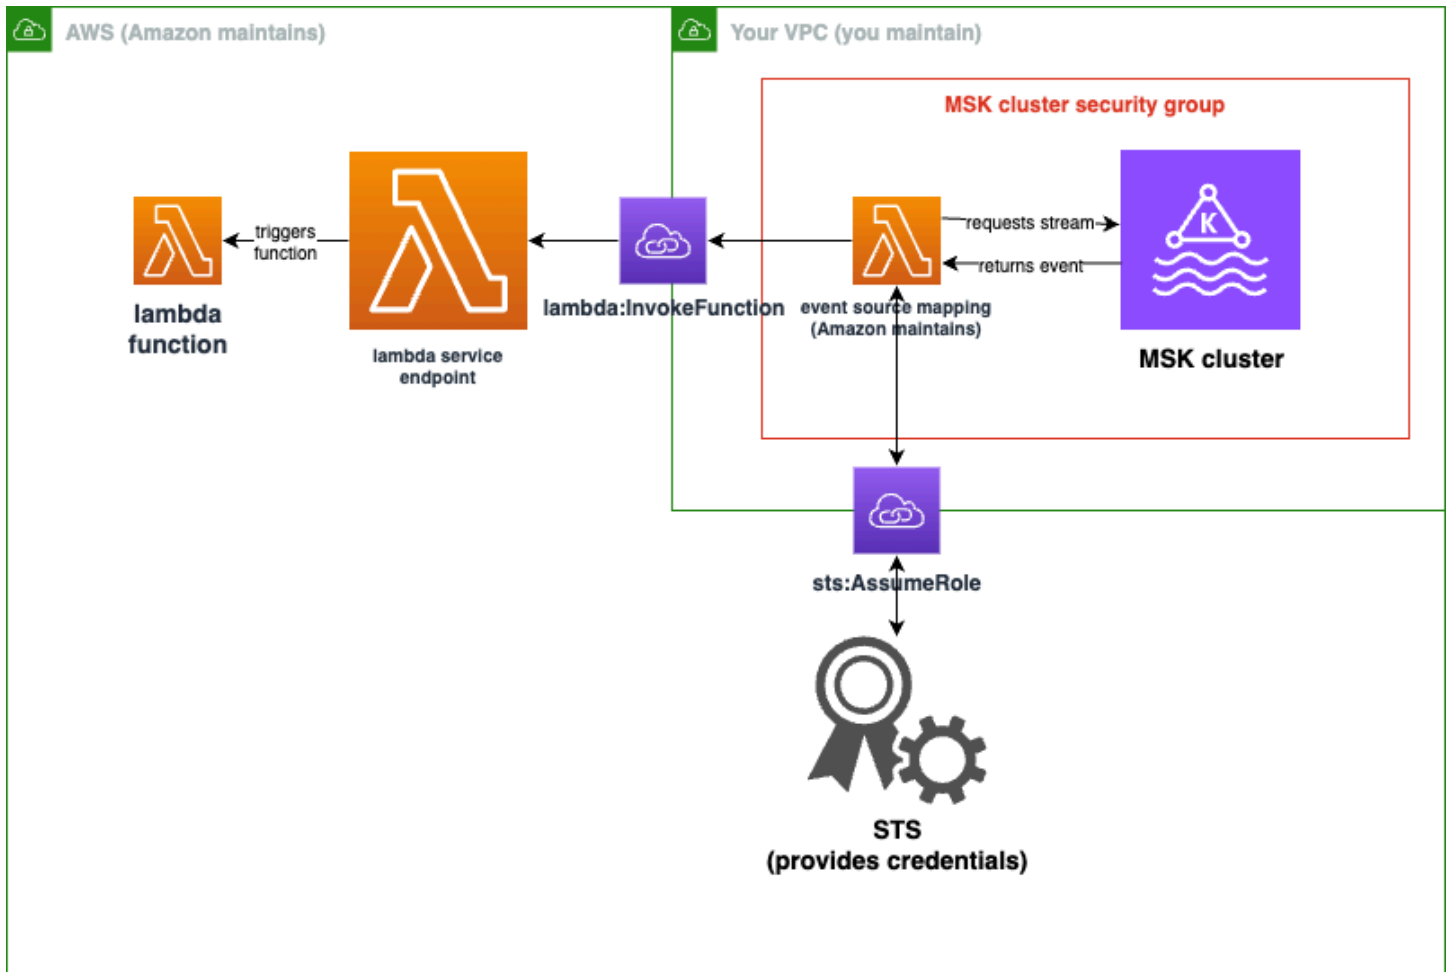 AWS (Amazon maintains)
Your VPC (you maintain)
MSK cluster security group
K
triggers
function
requests stream
returns event
lambda
function
lambda service
endpoint
lambda:InvokeFunction
event source mapping
(Amazon maintains)
MSK cluster
sts:AssumeRole
STS
(provides credentials)